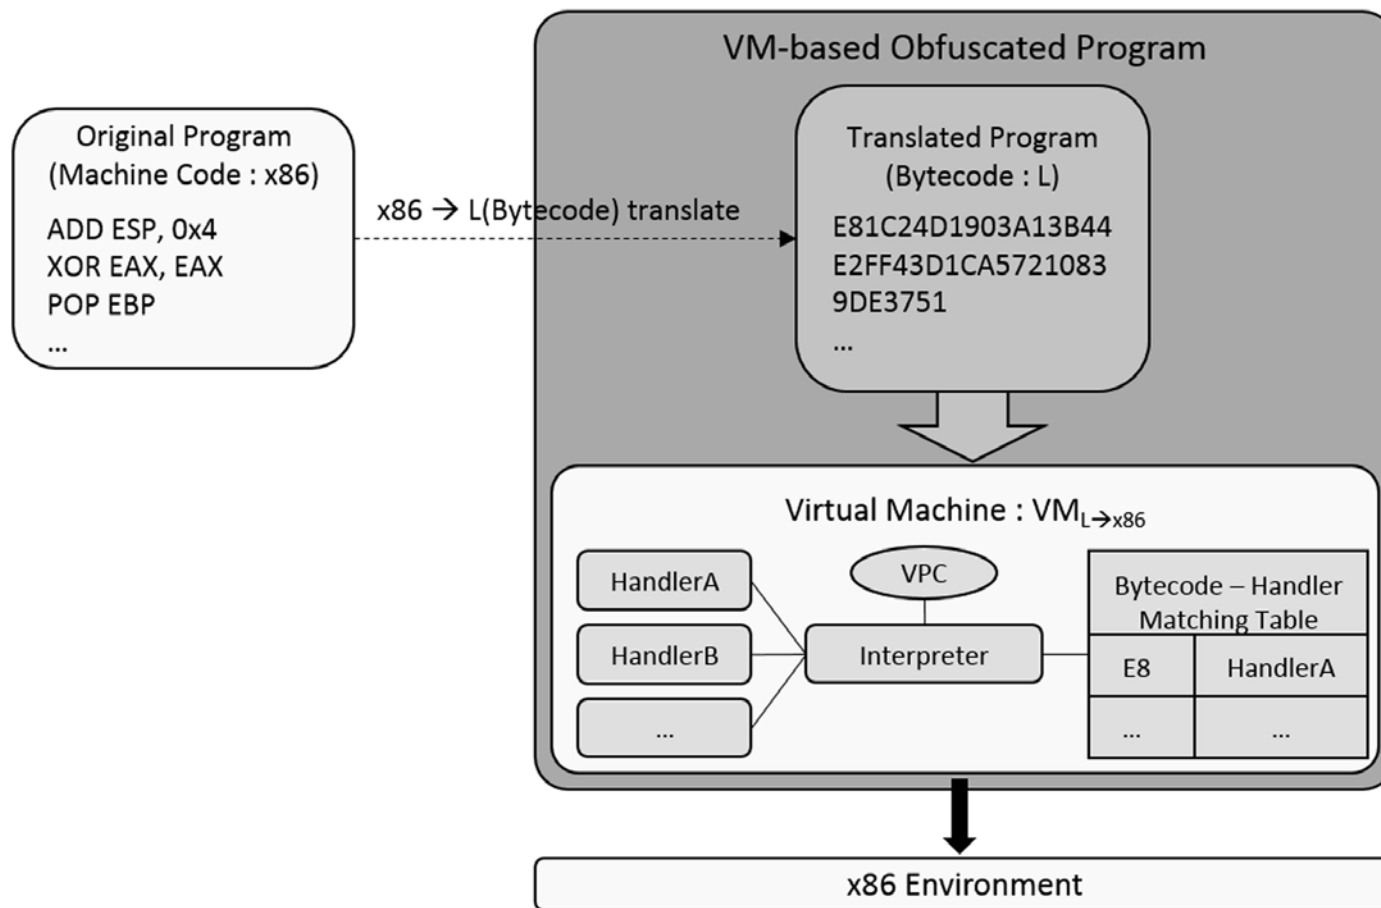 VM-based Obfuscated Program
Original Program
(Machine Code : x86)
ADD ESP, 0x4
XOR EAX, EAX
POP EBP
...
x86 → L(Bytecode) translate
Translated Program
(Bytecode : L)
E81C24D1903A13B44
E2FF43D1CA5721083
9DE3751
...
Virtual Machine : VML→x86
HandlerA
HandlerB
...
VPC
Interpreter
Bytecode – Handler
Matching Table
E8 HandlerA
... ...
x86 Environment